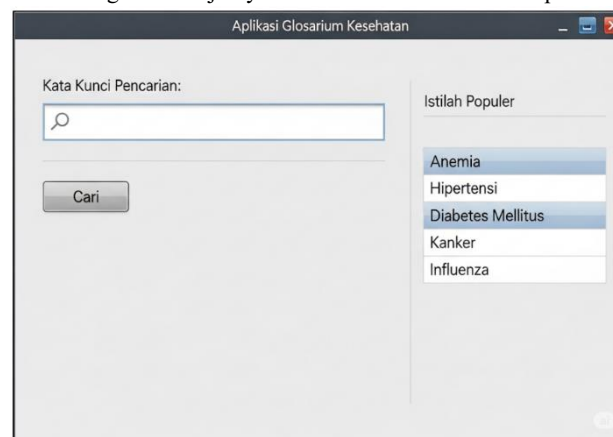 Aplikasi Glosarium Kesehatan
Kata Kunci Pencarian:
Cari
Istilah Populer
Anemia
Hipertensi
Diabetes Mellitus
Kanker
Influenza